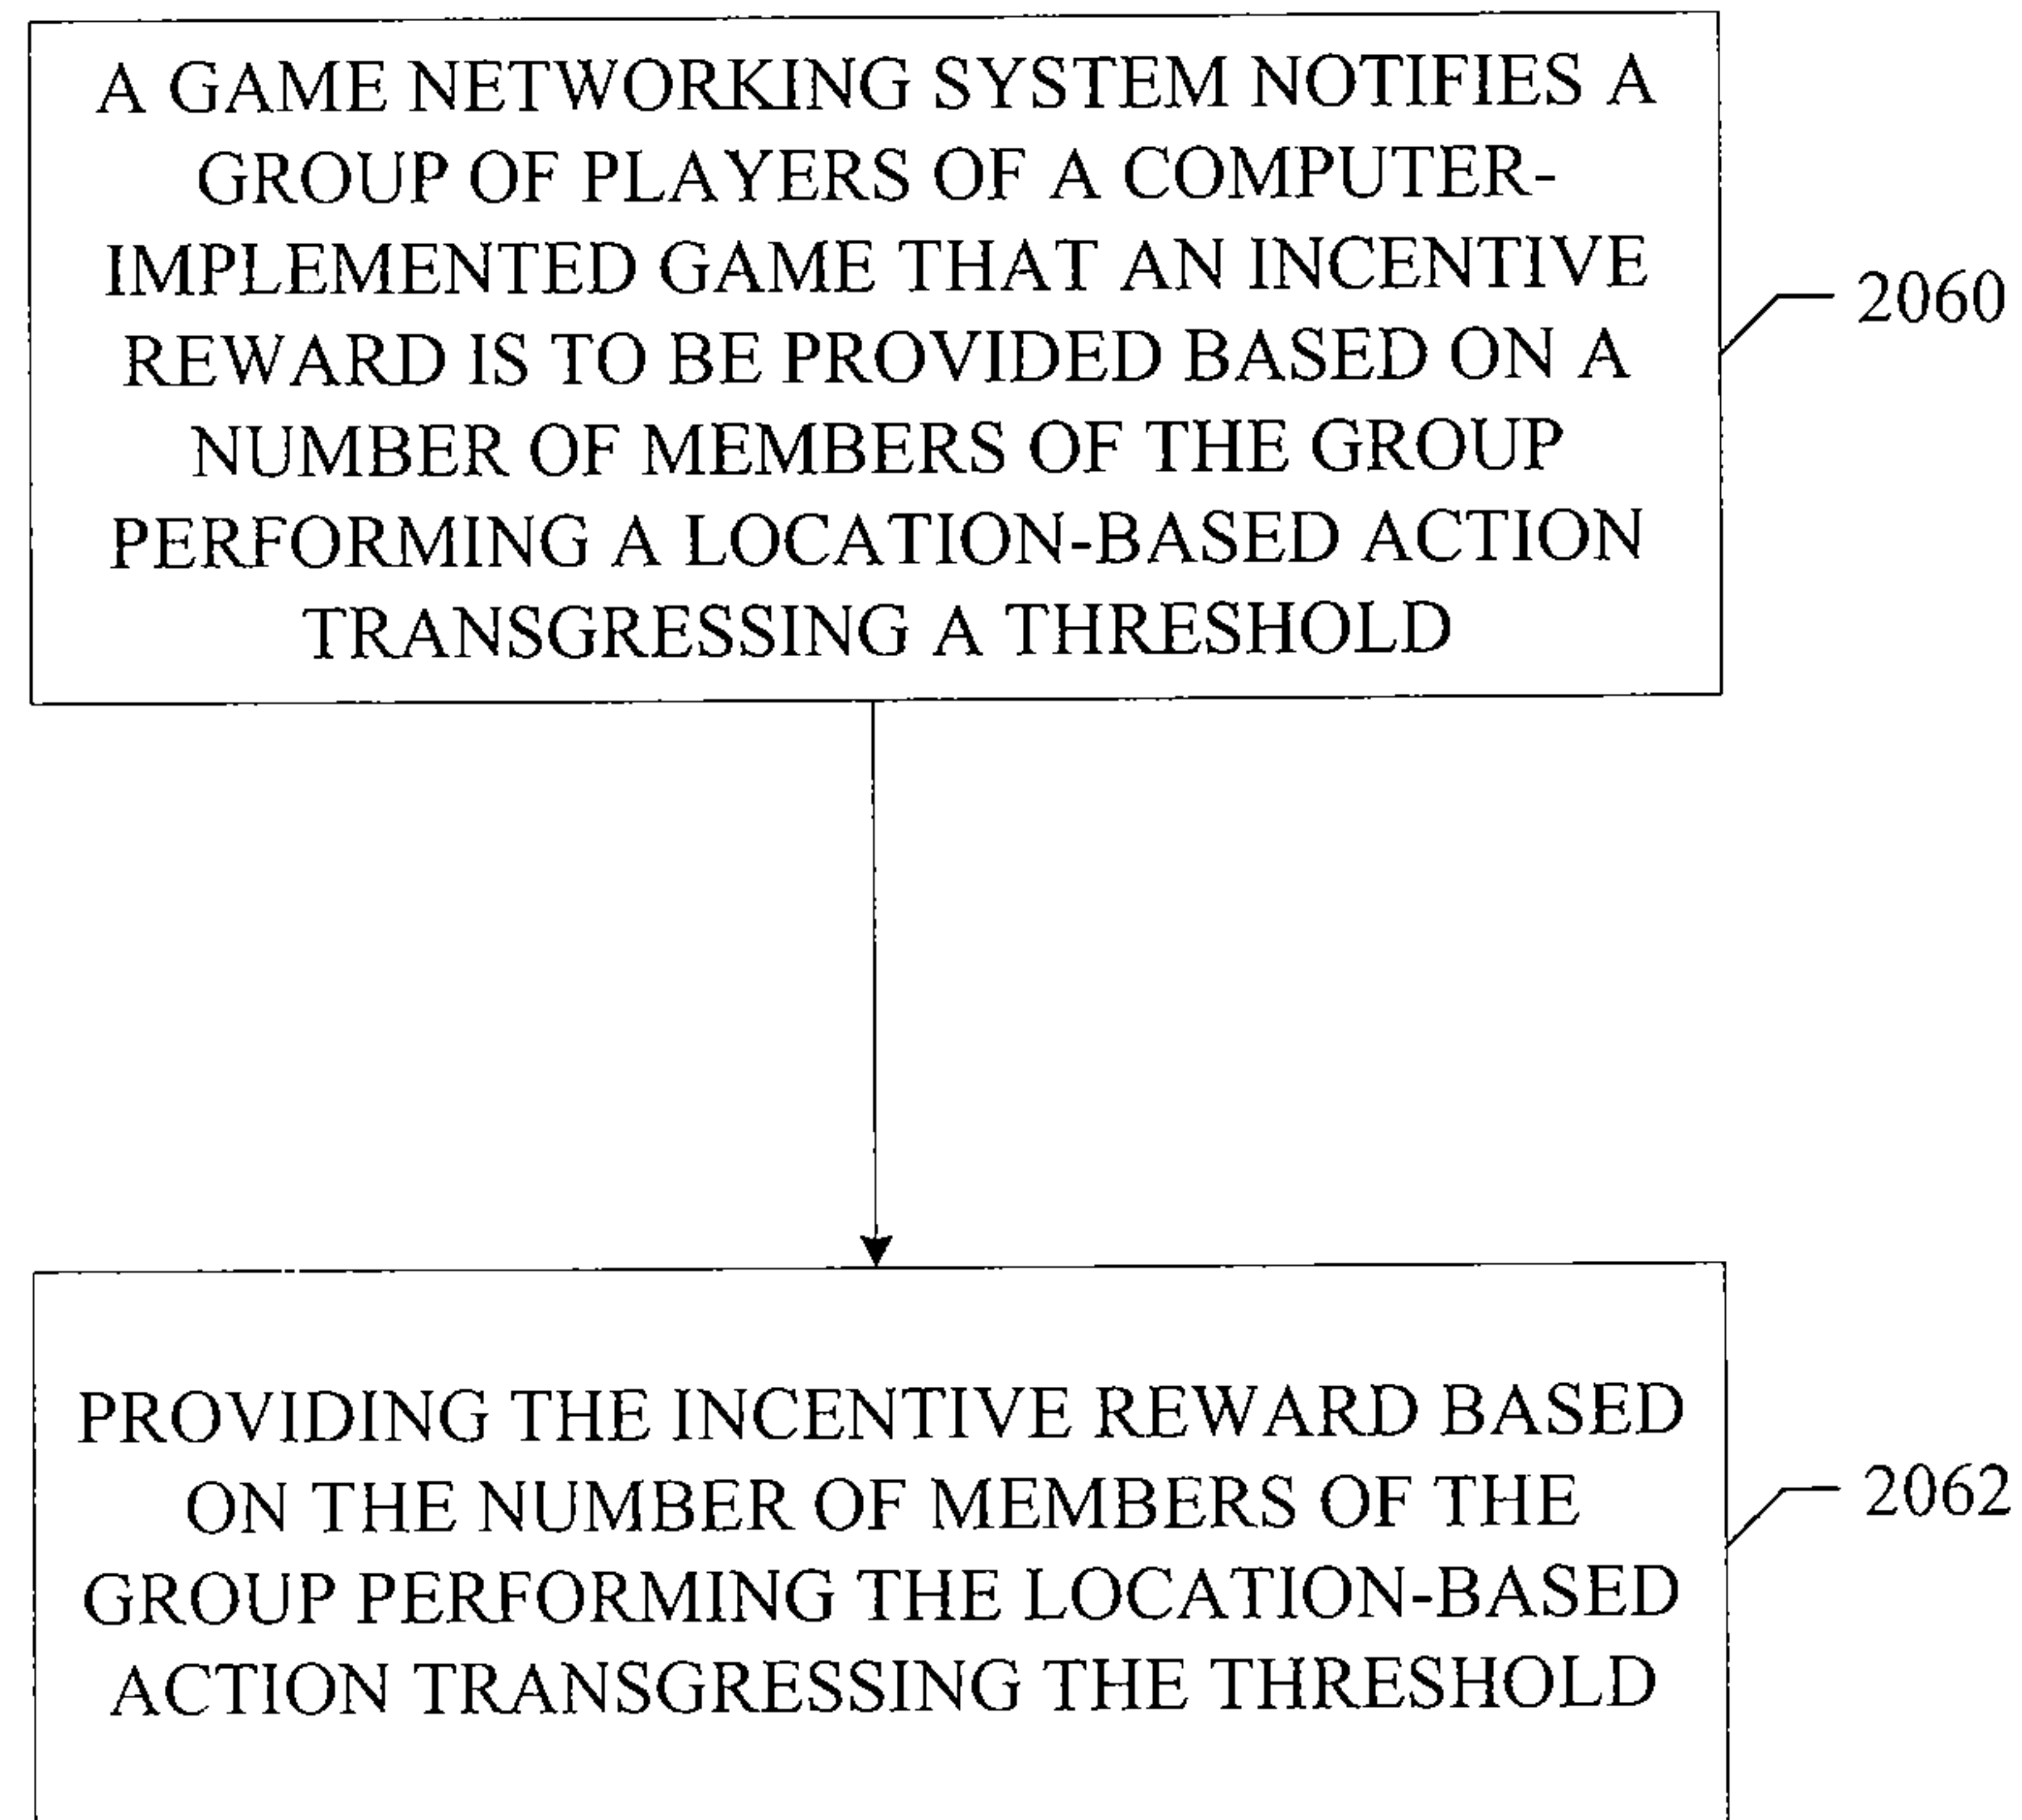 A GAME NETWORKING SYSTEM NOTIFIES A
GROUP OF PLAYERS OF A COMPUTER-
IMPLEMENTED GAME THAT AN INCENTIVE
REWARD IS TO BE PROVIDED BASED ON A
NUMBER OF MEMBERS OF THE GROUP
PERFORMING A LOCATION-BASED ACTION
TRANSGRESSING A THRESHOLD
2060
PROVIDING THE INCENTIVE REWARD BASED
ON THE NUMBER OF MEMBERS OF THE
GROUP PERFORMING THE LOCATION-BASED
ACTION TRANSGRESSING THE THRESHOLD
2062